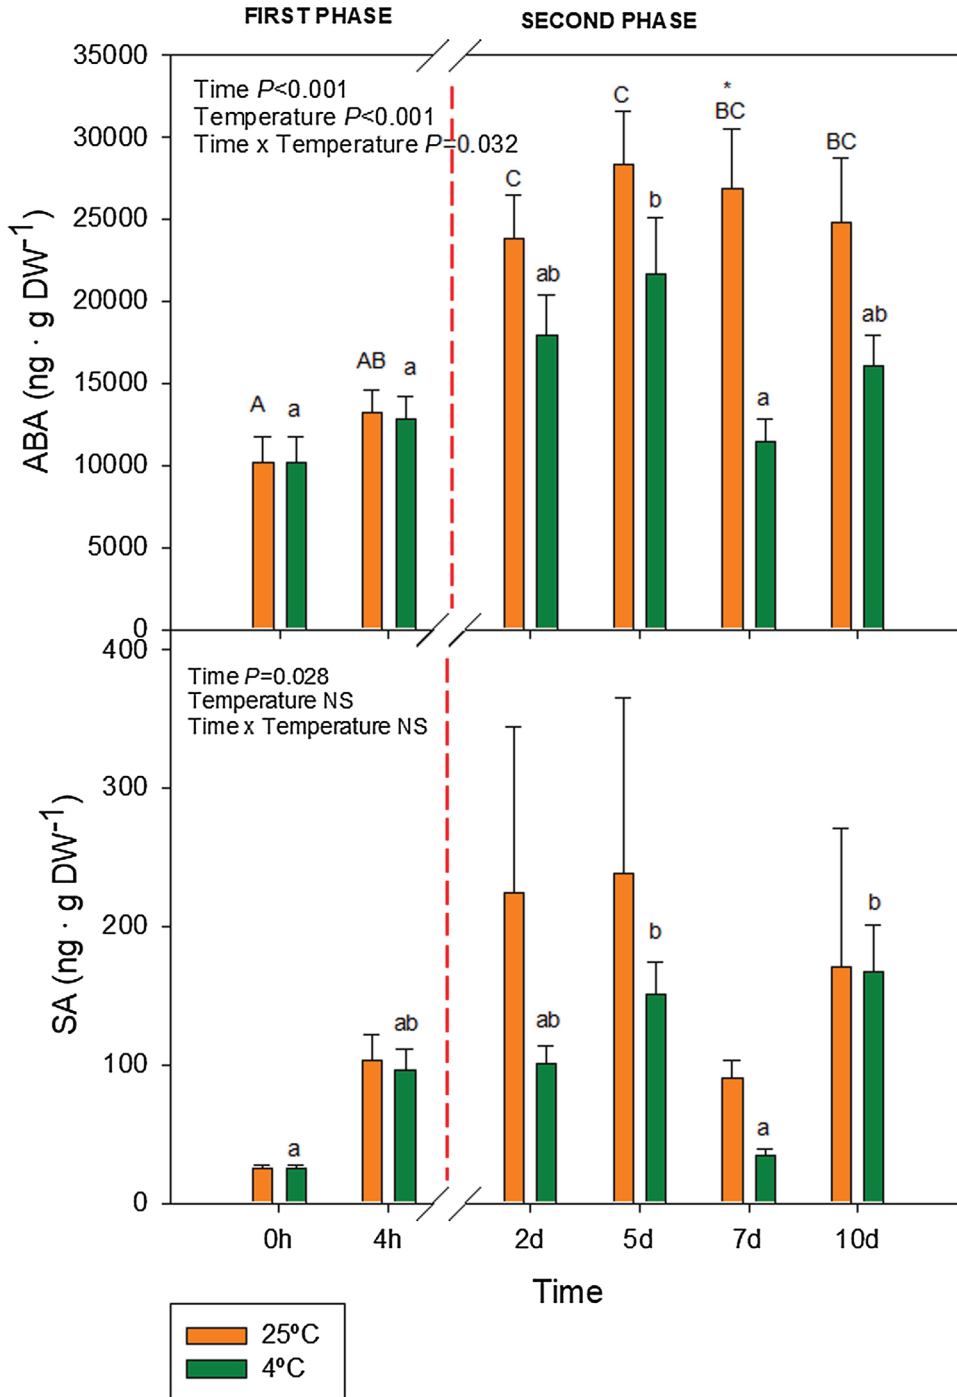 FIRST PHASE SECOND PHASE
35000
30000
25000
20000
15000
10000
5000
0
ABA (ng · g DW-1)
Time P<0.001
Temperature P<0.001
Time x Temperature P=0.032
A a AB a C ab C b * BC a BC ab
400
300
200
100
0
SA (ng · g DW-1)
Time P=0.028
Temperature NS
Time x Temperature NS
a ab ab b a b
0h 4h 2d 5d 7d 10d
Time
25ºC
4ºC